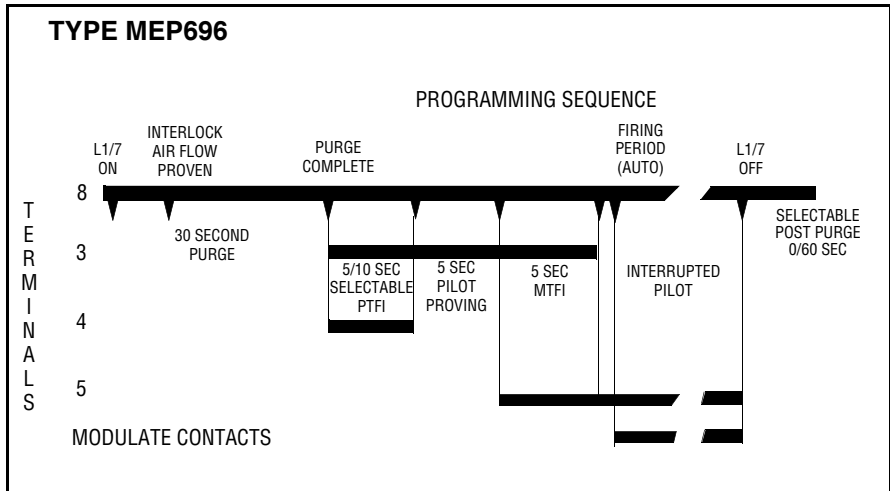 TYPE MEP696
PROGRAMMING SEQUENCE
L1/7
ON
INTERLOCK
AIR FLOW
PROVEN
PURGE
COMPLETE
FIRING
PERIOD
(AUTO)
L1/7
OFF
TERMINALS
8
30 SECOND
PURGE
SELECTABLE
POST PURGE
0/60 SEC
3
5/10 SEC
SELECTABLE
PTFI
5 SEC
PILOT
PROVING
5 SEC
MTFI
INTERRUPTED
PILOT
4
5
MODULATE CONTACTS